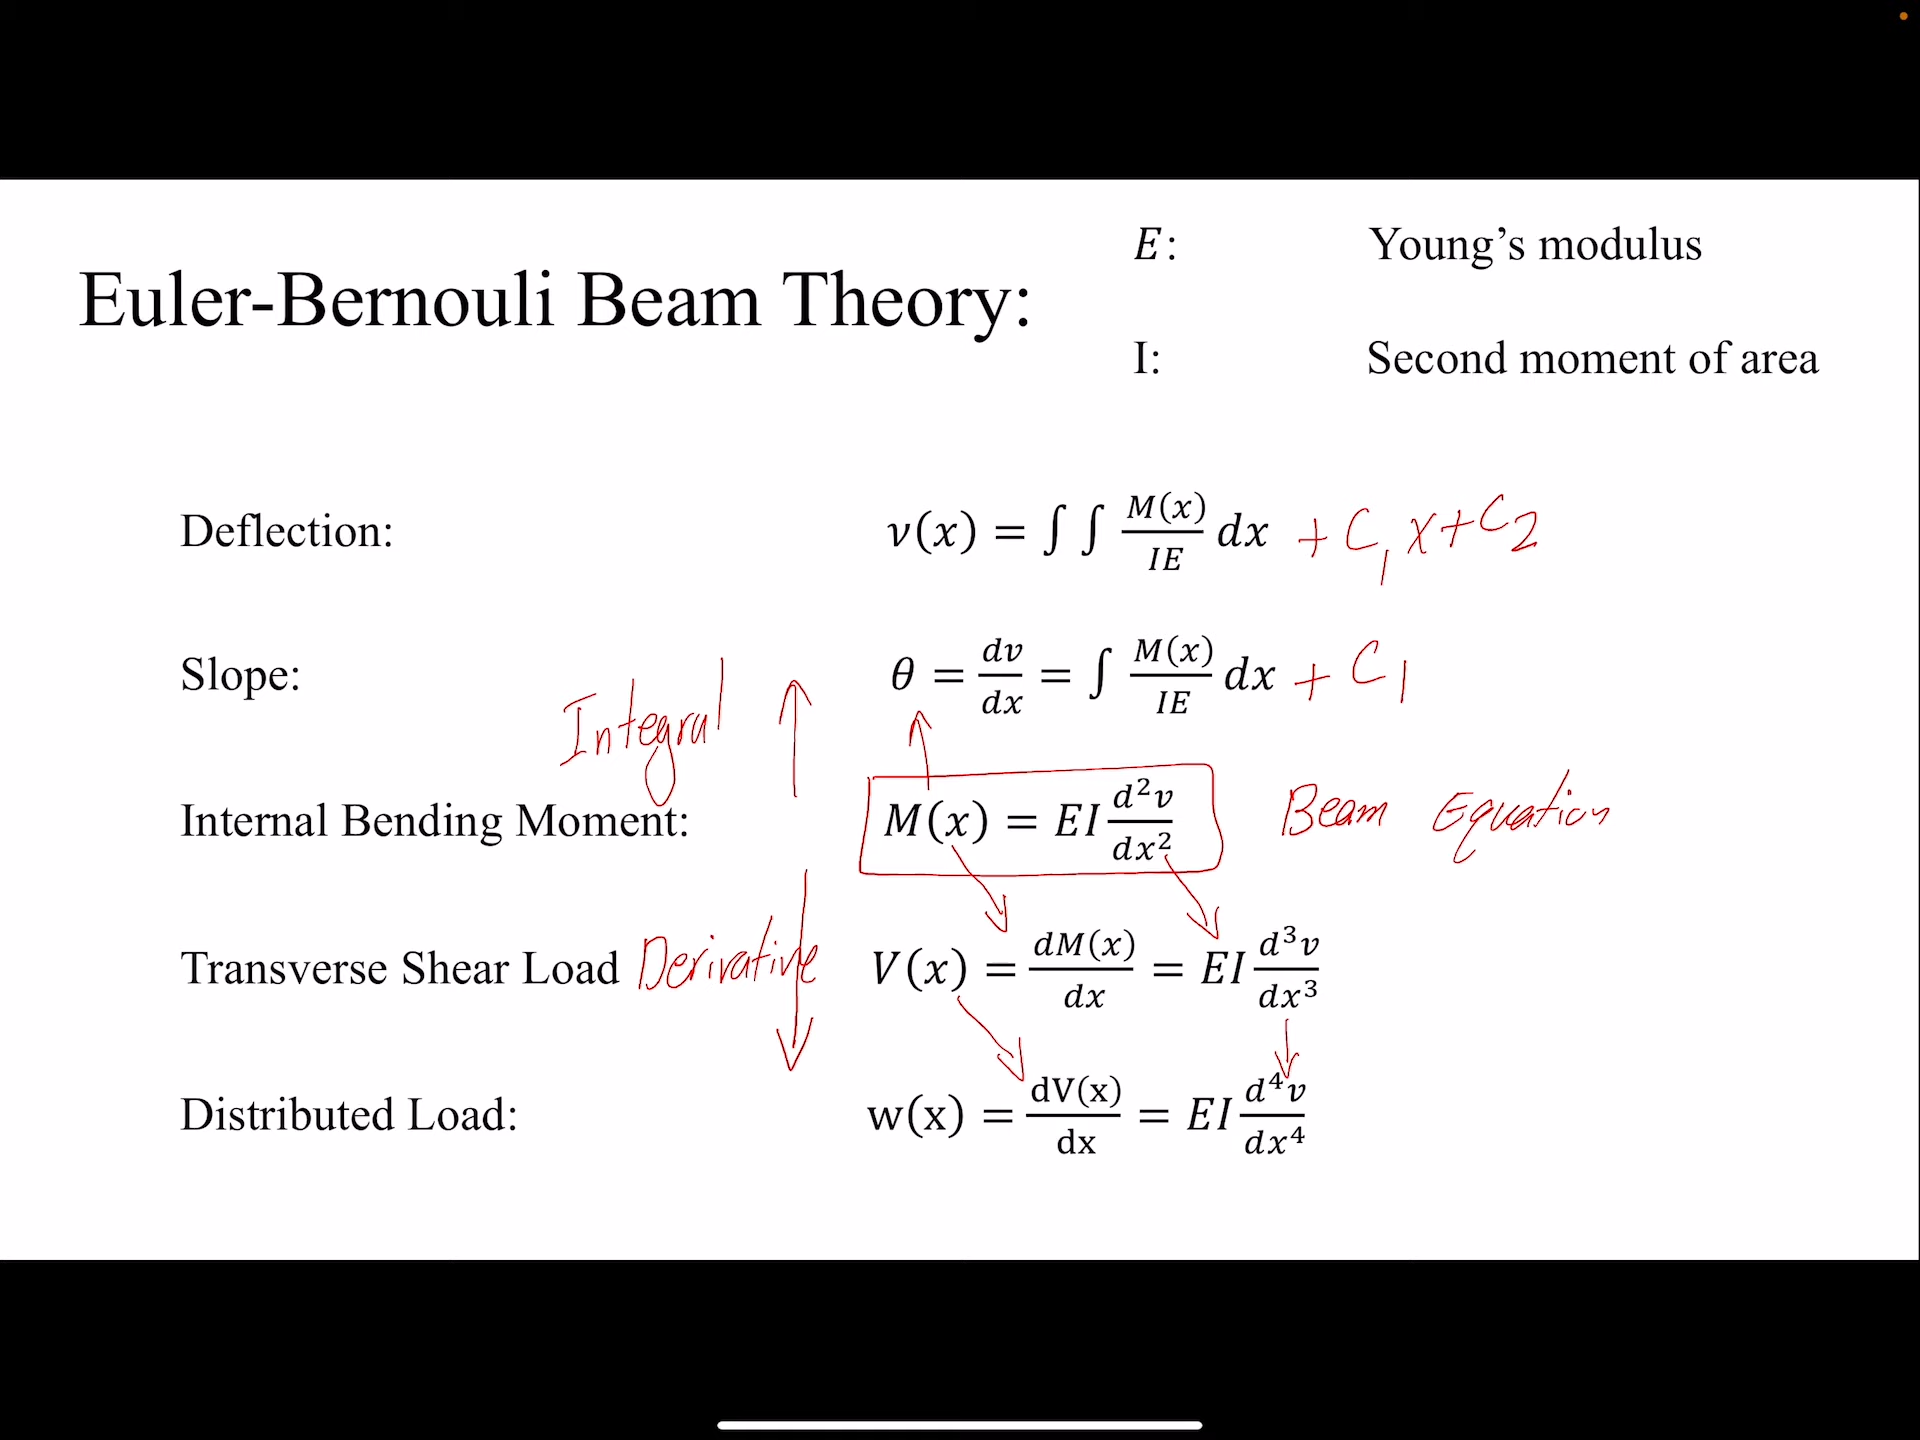 E: Young’s modulus
Euler-Bernouli Beam Theory:
I: Second moment of area
Deflection: v(x) = ∫ ∫ M(x)/IE dx + C₁x + C₂
Slope: θ = dv/dx = ∫ M(x)/IE dx + C₁
Integral
Internal Bending Moment: M(x) = EI d²v/dx² Beam Equation
Transverse Shear Load Derivative V(x) = dM(x)/dx = EI d³v/dx³
Distributed Load: w(x) = dV(x)/dx = EI d⁴v/dx⁴